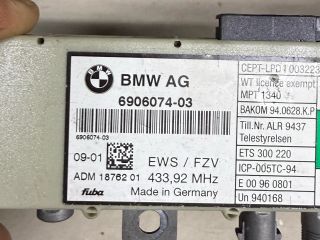 BMW AG
6906074-03
6906074-03
09-01
EWS / FZV
ADM 18762 01
433,92 MHz
fuba
Made in Germany
CEPT-LPD 1 003223
WT licence exempt
MPT 1340
BAKOM 94.0628.K.P
Till.Nr. ALR 9437
Telestyrelsen
ETS 300 220
ICP-005TC-94
E 00 96 0801
Un 940168